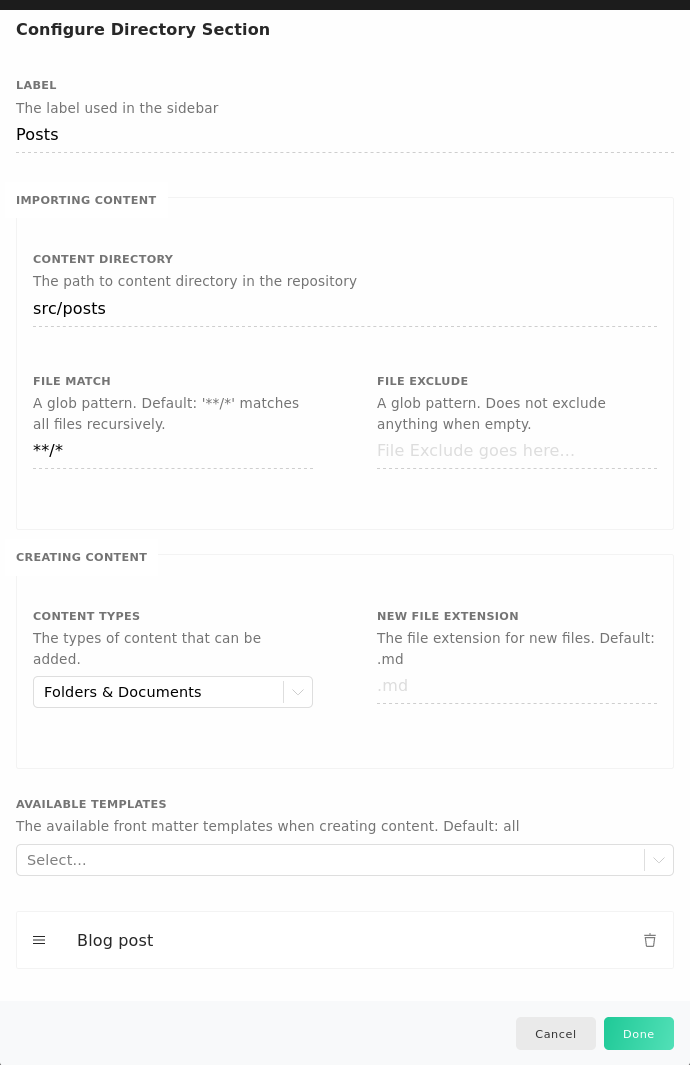 Configure Directory Section
LABEL
The label used in the sidebar
Posts
IMPORTING CONTENT
CONTENT DIRECTORY
The path to content directory in the repository
src/posts
FILE MATCH
A glob pattern. Default: '**/*' matches
all files recursively.
**/*
FILE EXCLUDE
A glob pattern. Does not exclude
anything when empty.
File Exclude goes here...
CREATING CONTENT
CONTENT TYPES
The types of content that can be
added.
Folders & Documents
NEW FILE EXTENSION
The file extension for new files. Default:
.md
.md
AVAILABLE TEMPLATES
The available front matter templates when creating content. Default: all
Select...
Blog post
Cancel
Done